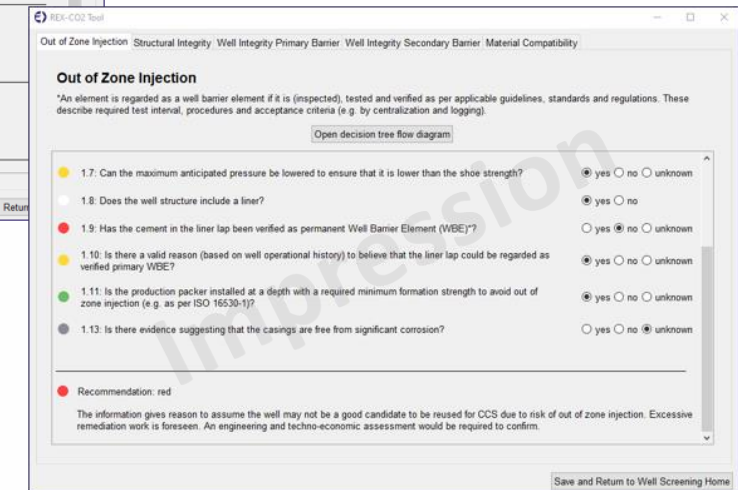 REX-CO2 Tool
Out of Zone Injection Structural Integrity Well Integrity Primary Barrier Well Integrity Secondary Barrier Material Compatibility
Out of Zone Injection
*An element is regarded as a well barrier element if it is (inspected), tested and verified as per applicable guidelines, standards and regulations. These
describe required test interval, procedures and acceptance criteria (e.g. by centralization and logging).
Open decision tree flow diagram
1.7: Can the maximum anticipated pressure be lowered to ensure that it is lower than the shoe strength? yes no unknown
1.8: Does the well structure include a liner? yes no
1.9: Has the cement in the liner lap been verified as permanent Well Barrier Element (WBE)*? yes no unknown
1.10: Is there a valid reason (based on well operational history) to believe that the liner lap could be regarded as
verified primary WBE? yes no unknown
1.11: Is the production packer installed at a depth with a required minimum formation strength to avoid out of
zone injection (e.g. as per ISO 16530-1)? yes no unknown
1.13: Is there evidence suggesting that the casings are free from significant corrosion? yes no unknown
Impression
Recommendation: red
The information gives reason to assume the well may not be a good candidate to be reused for CCS due to risk of out of zone injection. Excessive
remediation work is foreseen. An engineering and techno-economic assessment would be required to confirm.
Save and Return to Well Screening Home